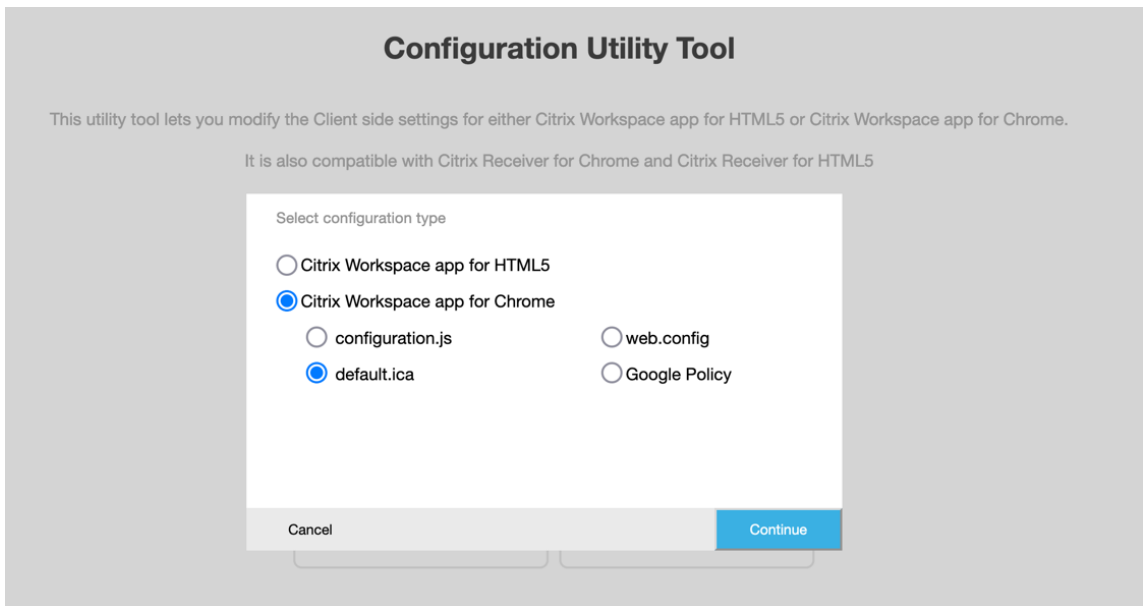 Configuration Utility Tool
This utility tool lets you modify the Client side settings for either Citrix Workspace app for HTML5 or Citrix Workspace app for Chrome.
It is also compatible with Citrix Receiver for Chrome and Citrix Receiver for HTML5
Select configuration type
Citrix Workspace app for HTML5
Citrix Workspace app for Chrome
configuration.js web.config
default.ica Google Policy
Cancel Continue